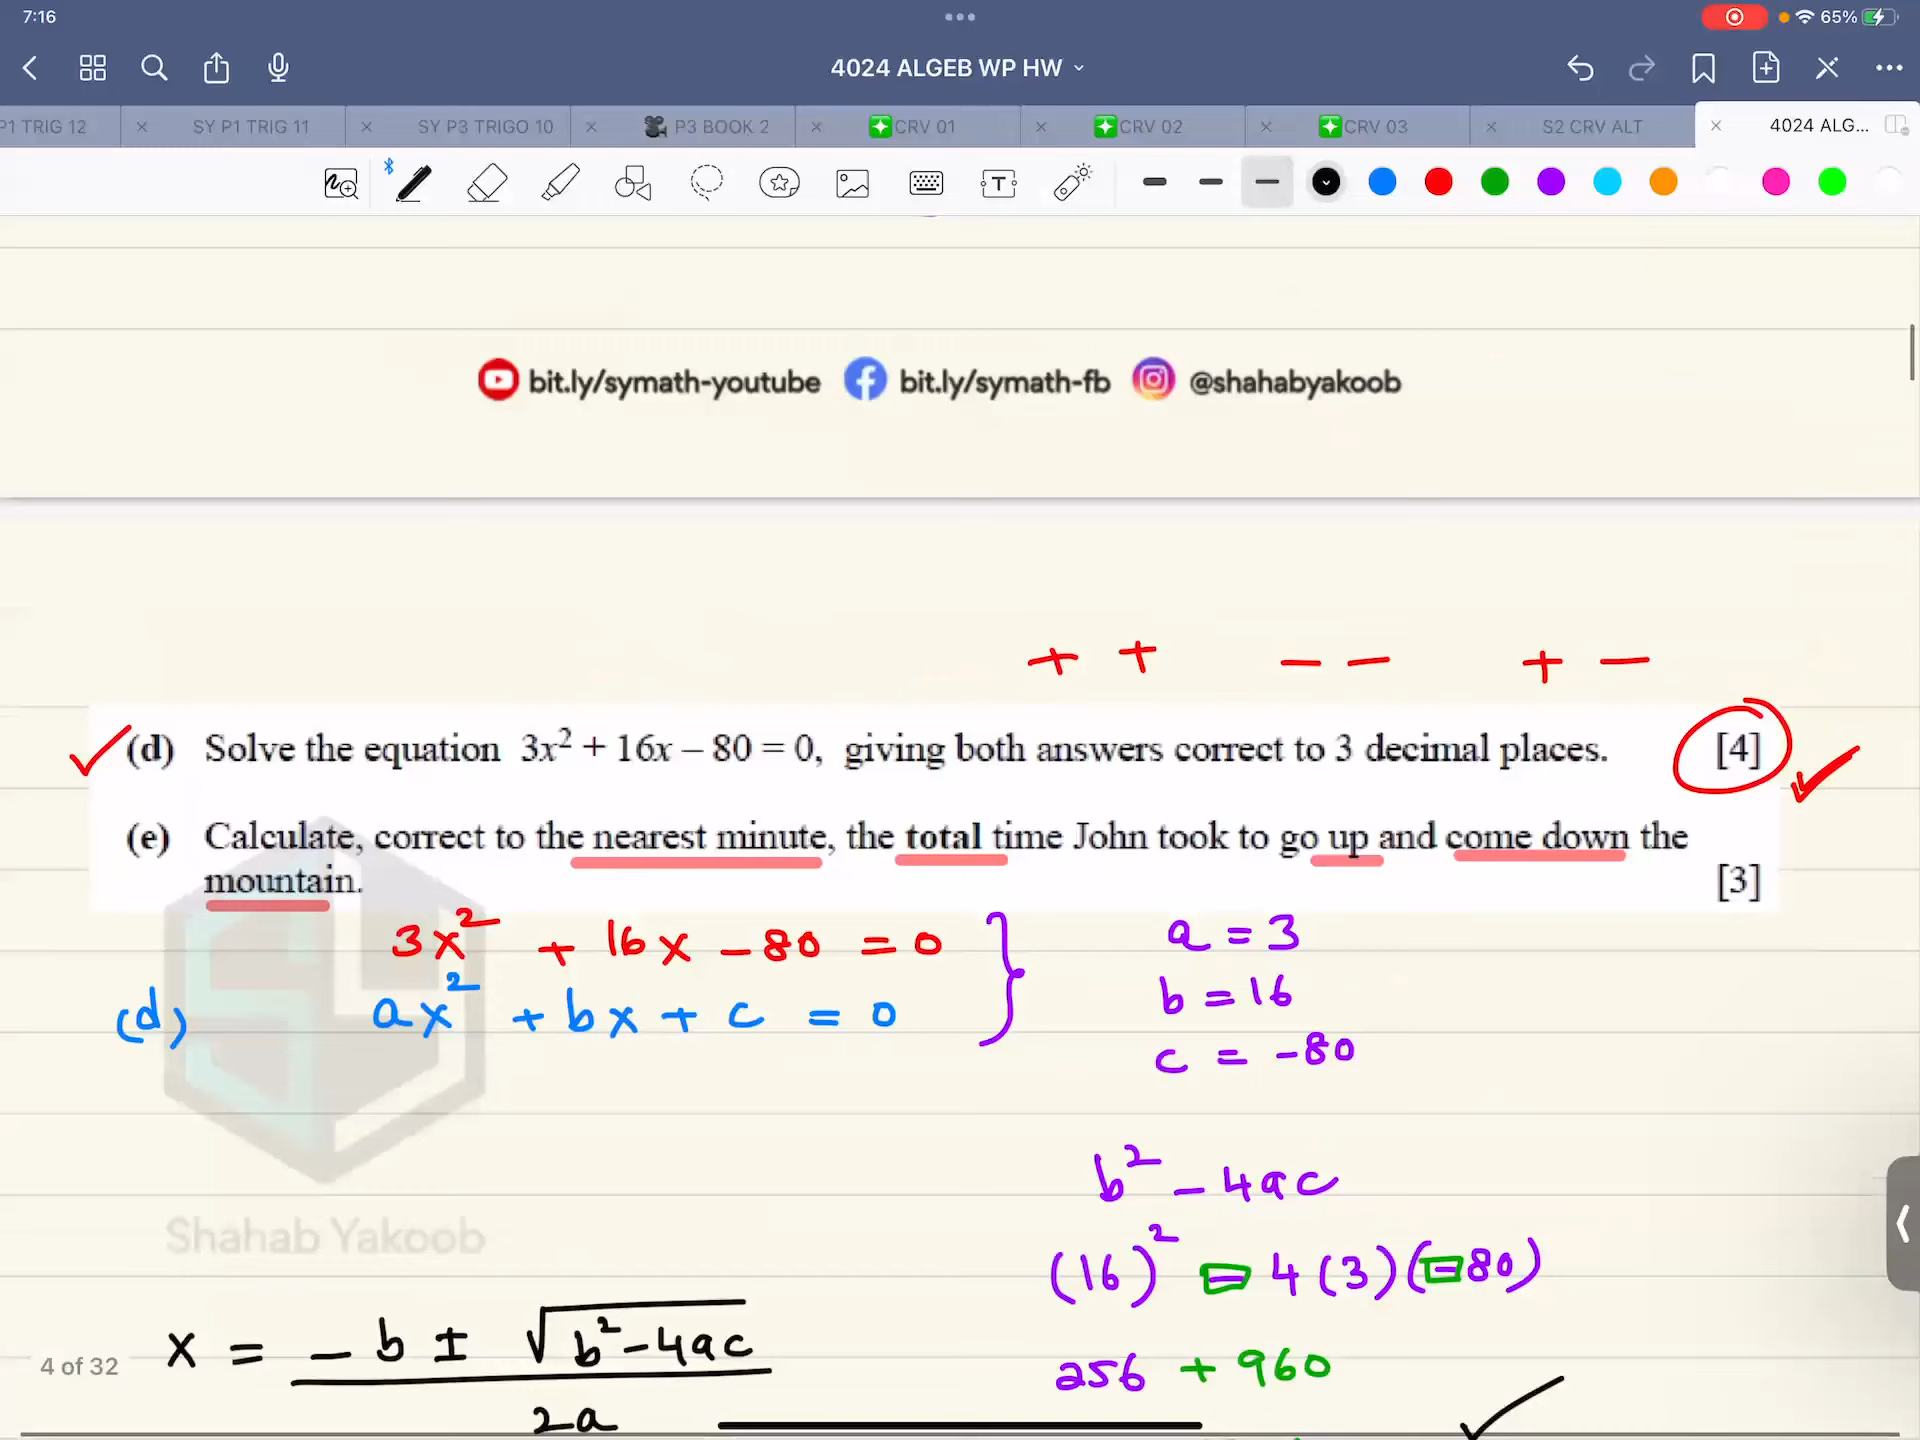 7:16
65%
4024 ALGEB WP HW
P1 TRIG 12
SY P1 TRIG 11
SY P3 TRIGO 10
P3 BOOK 2
CRV 01
CRV 02
CRV 03
S2 CRV ALT
4024 ALG...
bit.ly/symath-youtube bit.ly/symath-fb @shahabyakoob
+ + − − + −
(d) Solve the equation 3x² + 16x – 80 = 0, giving both answers correct to 3 decimal places. [4]
(e) Calculate, correct to the nearest minute, the total time John took to go up and come down the
mountain. [3]
3x² + 16x − 80 = 0
(d) ax² + bx + c = 0
a = 3
b = 16
c = -80
b² − 4ac
(16)² − 4(3)(−80)
256 + 960
Shahab Yakoob
x = −b ± √b²−4ac
2a
4 of 32